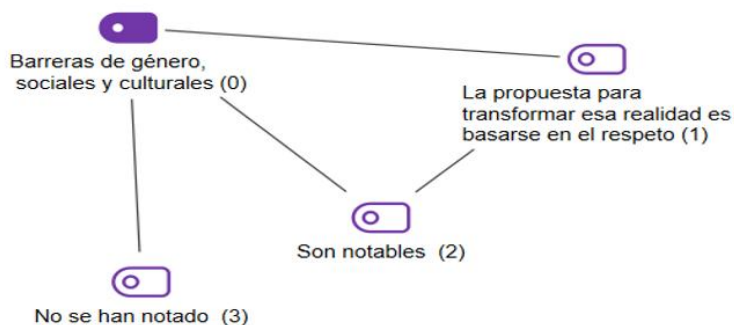 Barreras de género,
sociales y culturales (0)
La propuesta para
transformar esa realidad es
basarse en el respeto (1)
Son notables (2)
No se han notado (3)